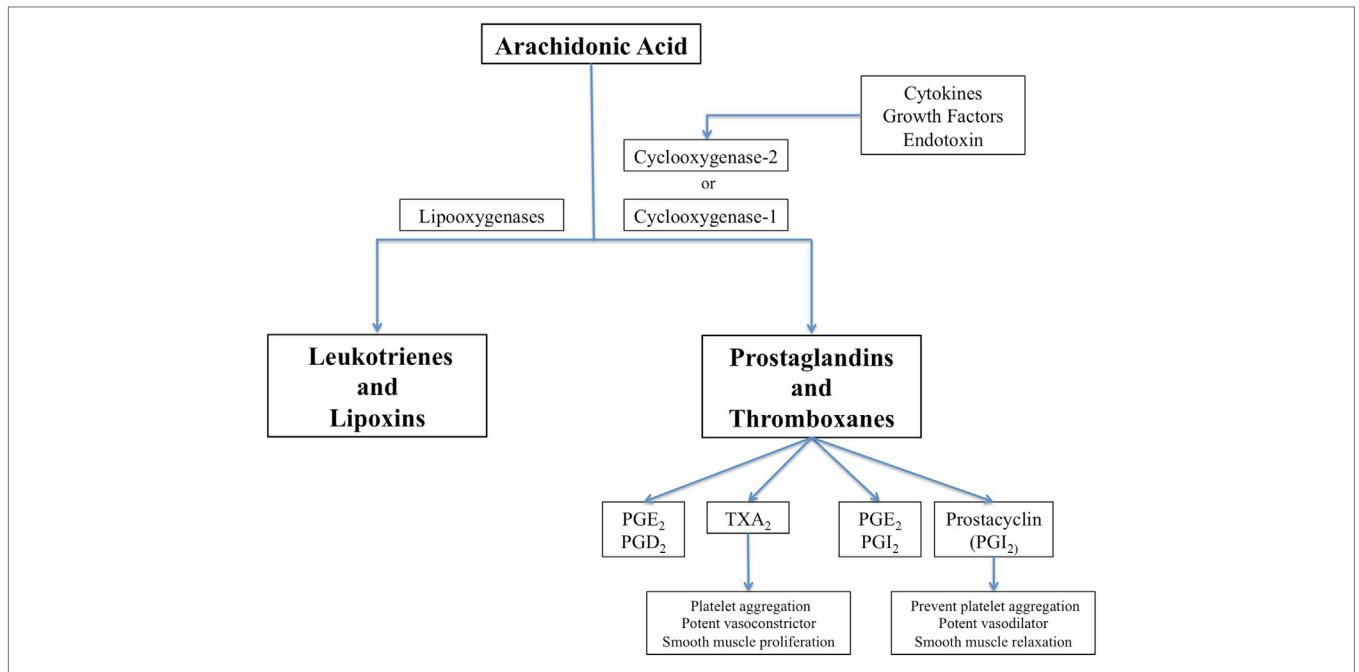 Arachidonic Acid
Cytokines
Growth Factors
Endotoxin
Cyclooxygenase-2
or
Lipooxygenases
Cyclooxygenase-1
Leukotrienes
and
Lipoxins
Prostaglandins
and
Thromboxanes
PGE₂
PGD₂
TXA₂
PGE₂
PGI₂
Prostacyclin
(PGI₂)
Platelet aggregation
Potent vasoconstrictor
Smooth muscle proliferation
Prevent platelet aggregation
Potent vasodilator
Smooth muscle relaxation